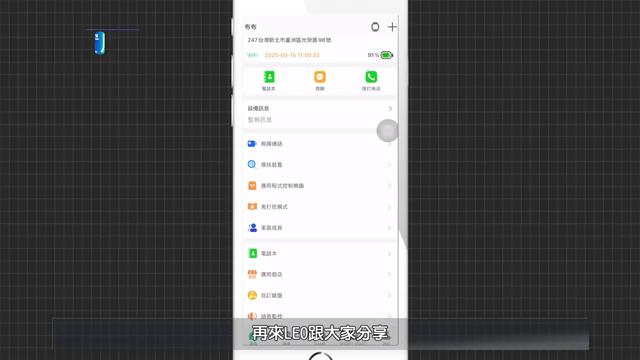 布布
247台灣新北市蘆洲區光榮路98號
WiFi 2025-09-15 11:50:33 91%
電話本 微聊 撥打電話
設備訊息
暫無訊息
視頻通話
尋找裝置
應用程式控制樂趣
免打扰模式
家庭成員
電話本
應用商店
自訂錶盤
語音監控
再來LEO跟大家分享